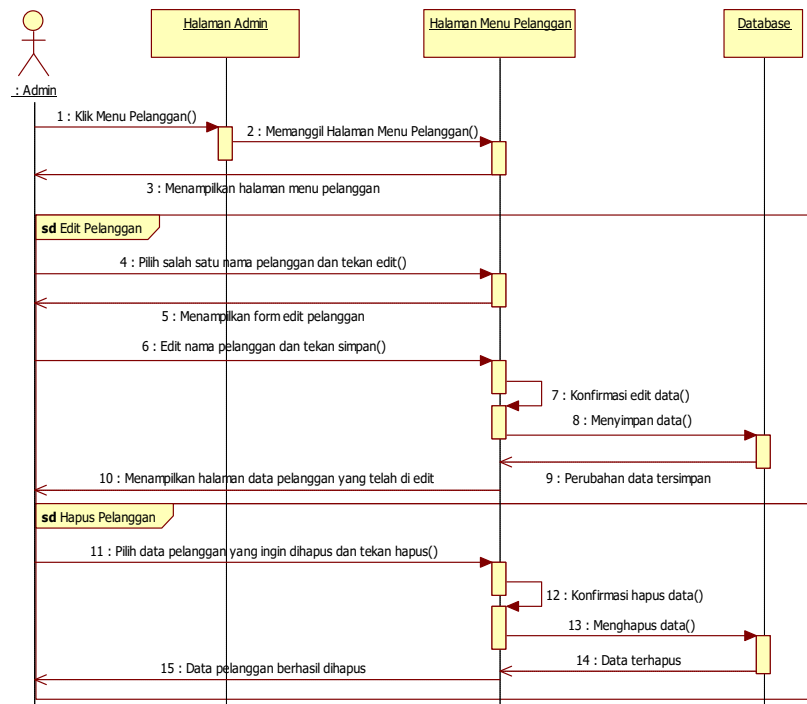 Halaman Admin
Halaman Menu Pelanggan
Database
: Admin
1 : Klik Menu Pelanggan()
2 : Memanggil Halaman Menu Pelanggan()
3 : Menampilkan halaman menu pelanggan
sd Edit Pelanggan
4 : Pilih salah satu nama pelanggan dan tekan edit()
5 : Menampilkan form edit pelanggan
6 : Edit nama pelanggan dan tekan simpan()
7 : Konfirmasi edit data()
8 : Menyimpan data()
9 : Perubahan data tersimpan
10 : Menampilkan halaman data pelanggan yang telah di edit
sd Hapus Pelanggan
11 : Pilih data pelanggan yang ingin dihapus dan tekan hapus()
12 : Konfirmasi hapus data()
13 : Menghapus data()
14 : Data terhapus
15 : Data pelanggan berhasil dihapus